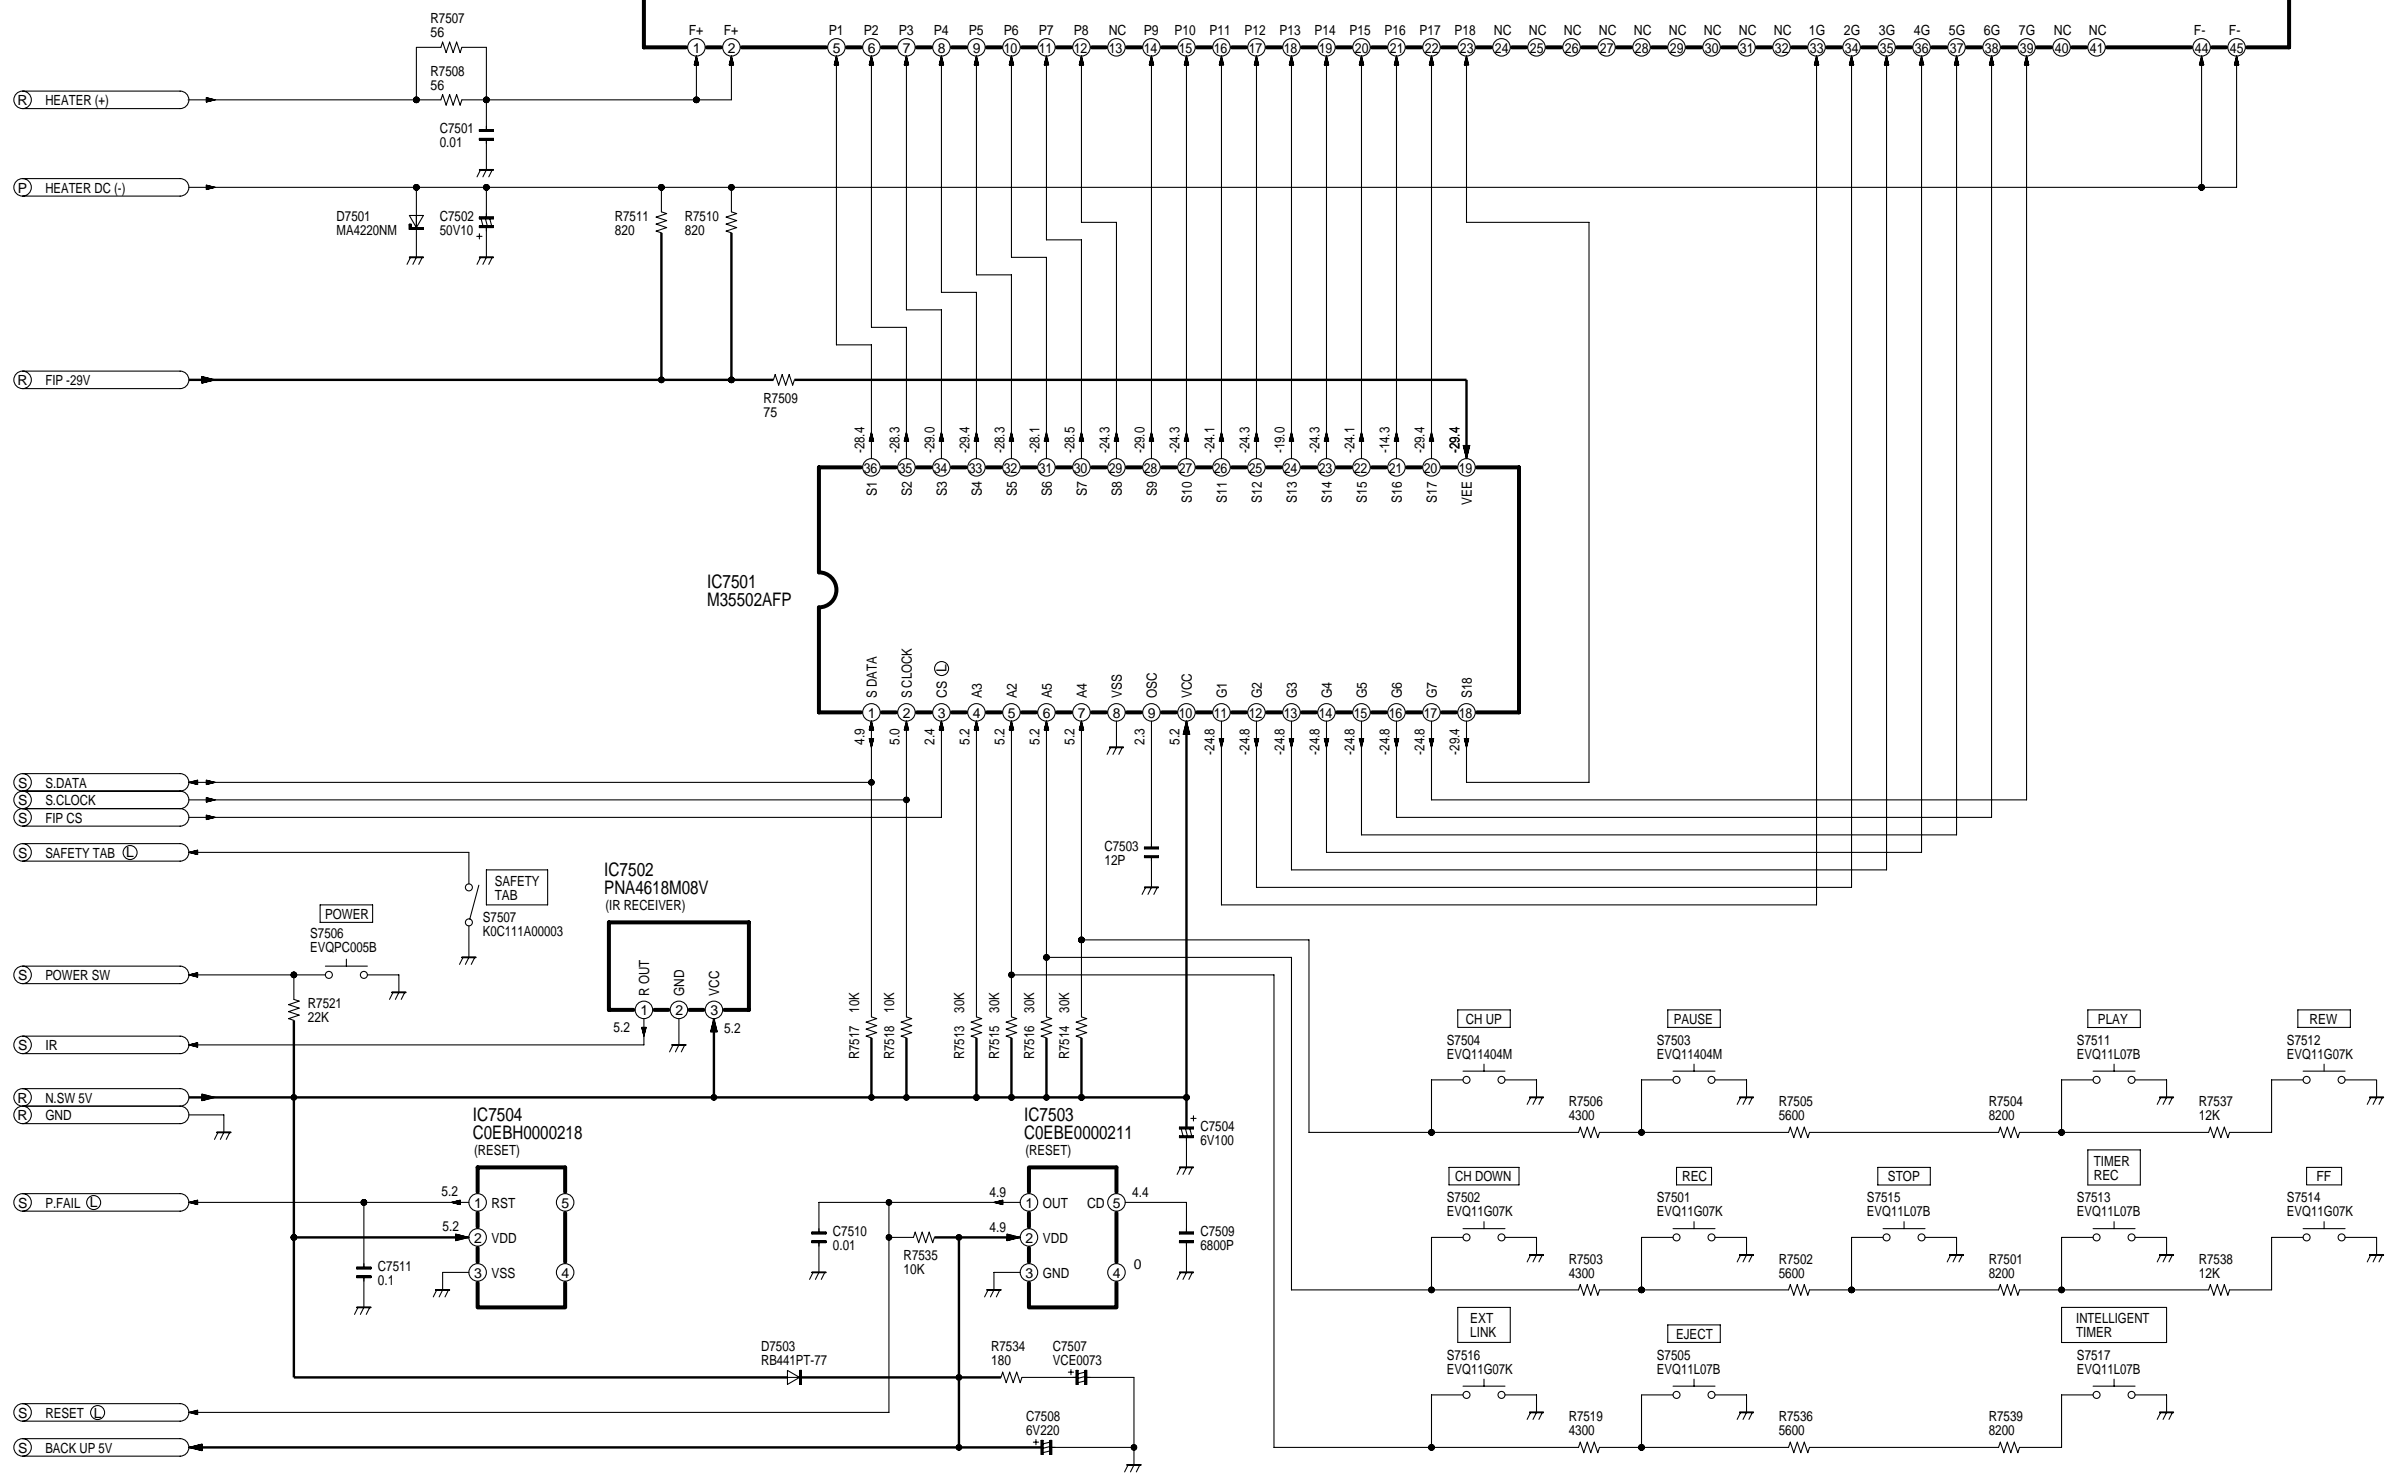 R7507
56
R7508
56
F+ F+ P1 P2 P3 P4 P5 P6 P7 P8 NC P9 P10 P11 P12 P13 P14 P15 P16 P17 P18 NC NC NC NC NC NC NC NC NC 1G 2G 3G 4G 5G 6G 7G NC NC F- F-
1 2 5 6 7 8 9 10 11 12 13 14 15 16 17 18 19 20 21 22 23 24 25 26 27 28 29 30 31 32 33 34 35 36 37 38 39 40 41 44 45
R HEATER (+)
C7501
0.01
P HEATER DC (-)
D7501
MA4220NM
C7502
50V10
+
R7511
820
R7510
820
R FIP -29V
R7509
75
-28.4 -28.3 -29.0 -29.4 -28.3 -28.1 -28.5 -24.3 -29.0 -24.3 -24.1 -24.3 -19.0 -24.3 -24.1 -14.3 -29.4 -29.4
36 35 34 33 32 31 30 29 28 27 26 25 24 23 22 21 20 19
S1 S2 S3 S4 S5 S6 S7 S8 S9 S10 S11 S12 S13 S14 S15 S16 S17 VEE
IC7501
M35502AFP
S DATA S CLOCK CS L A3 A2 A5 A4 VSS OSC VCC G1 G2 G3 G4 G5 G6 G7 S18
1 2 3 4 5 6 7 8 9 10 11 12 13 14 15 16 17 18
4.9 5.0 2.4 5.2 5.2 5.2 5.2 2.3 5.2 -24.8 -24.8 -24.8 -24.8 -24.8 -24.8 -24.8 -29.4
S S.DATA
S S.CLOCK
S FIP CS
S SAFETY TAB L
C7503
12P
SAFETY
TAB
S7507
K0C111A00003
IC7502
PNA4618M08V
(IR RECEIVER)
POWER
S7506
EVQPC005B
S POWER SW
R7521
22K
R OUT GND VCC
1 2 3
5.2 5.2
S IR
R7517 10K
R7518 10K
R7513 30K
R7515 30K
R7516 30K
R7514 30K
R N.SW 5V
R GND
CH UP
S7504
EVQ11404M
PAUSE
S7503
EVQ11404M
PLAY
S7511
EVQ11L07B
REW
S7512
EVQ11G07K
R7506
4300
R7505
5600
R7504
8200
R7537
12K
IC7504
C0EBH0000218
(RESET)
IC7503
C0EBE0000211
(RESET)
+
C7504
6V100
S P.FAIL L
5.2 1 RST 5
5.2 2 VDD
3 VSS 4
C7511
0.1
C7510
0.01
R7535
10K
4.9 1 OUT CD 5 4.4
4.9 2 VDD
3 GND 4 0
C7509
6800P
CH DOWN
S7502
EVQ11G07K
REC
S7501
EVQ11G07K
STOP
S7515
EVQ11L07B
TIMER
REC
S7513
EVQ11L07B
FF
S7514
EVQ11G07K
R7503
4300
R7502
5600
R7501
8200
R7538
12K
D7503
RB441PT-77
R7534
180
C7507
VCE0073
+
EXT
LINK
S7516
EVQ11G07K
EJECT
S7505
EVQ11L07B
INTELLIGENT
TIMER
S7517
EVQ11L07B
S RESET L
C7508
6V220
+
R7519
4300
R7536
5600
R7539
8200
S BACK UP 5V